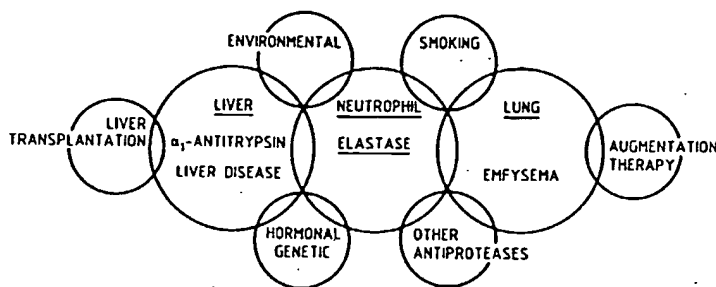 ENVIRONMENTAL
SMOKING
LIVER
TRANSPLANTATION
LIVER
α₁-ANTITRYPSIN
LIVER DISEASE
NEUTROPHIL
ELASTASE
LUNG
EMFYSEMA
AUGMENTATION
THERAPY
HORMONAL
GENETIC
OTHER
ANTIPROTEASES